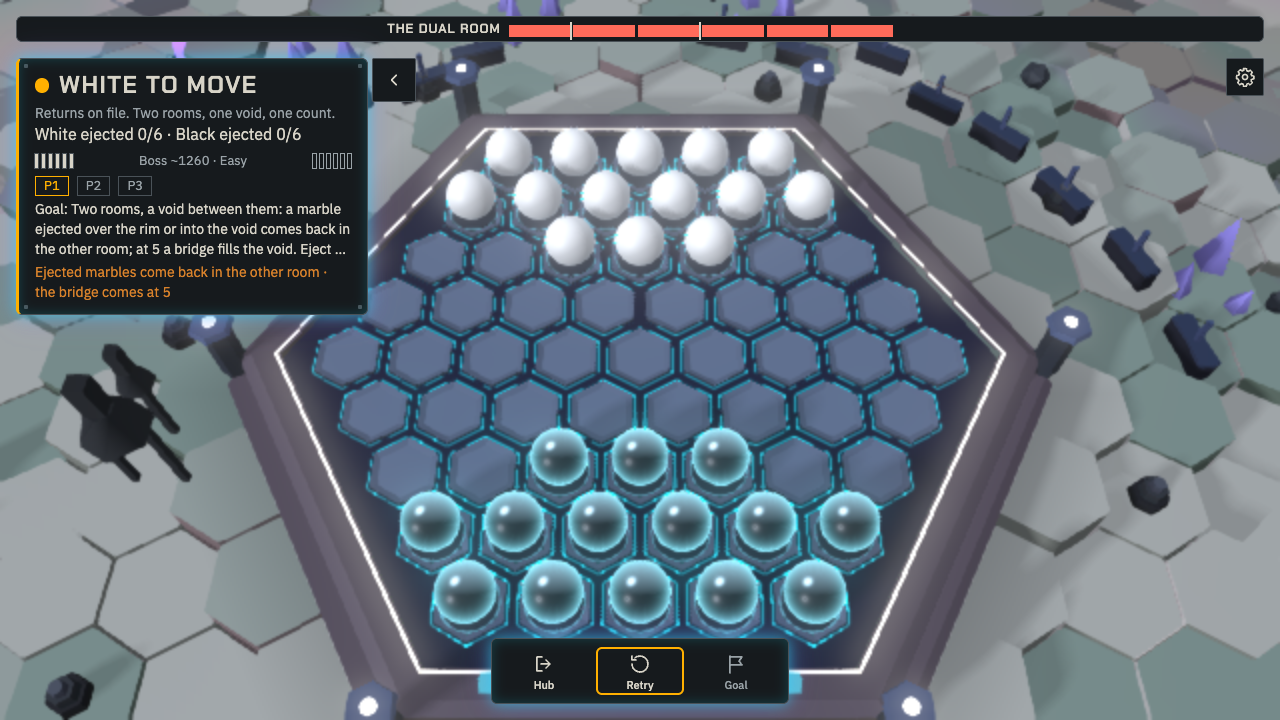 THE DUAL ROOM
WHITE TO MOVE
Returns on file. Two rooms, one void, one count.
White ejected 0/6 · Black ejected 0/6
Boss ~1260 · Easy
P1 P2 P3
Goal: Two rooms, a void between them: a marble
ejected over the rim or into the void comes back in
the other room; at 5 a bridge fills the void. Eject ...
Ejected marbles come back in the other room ·
the bridge comes at 5
Hub Retry Goal